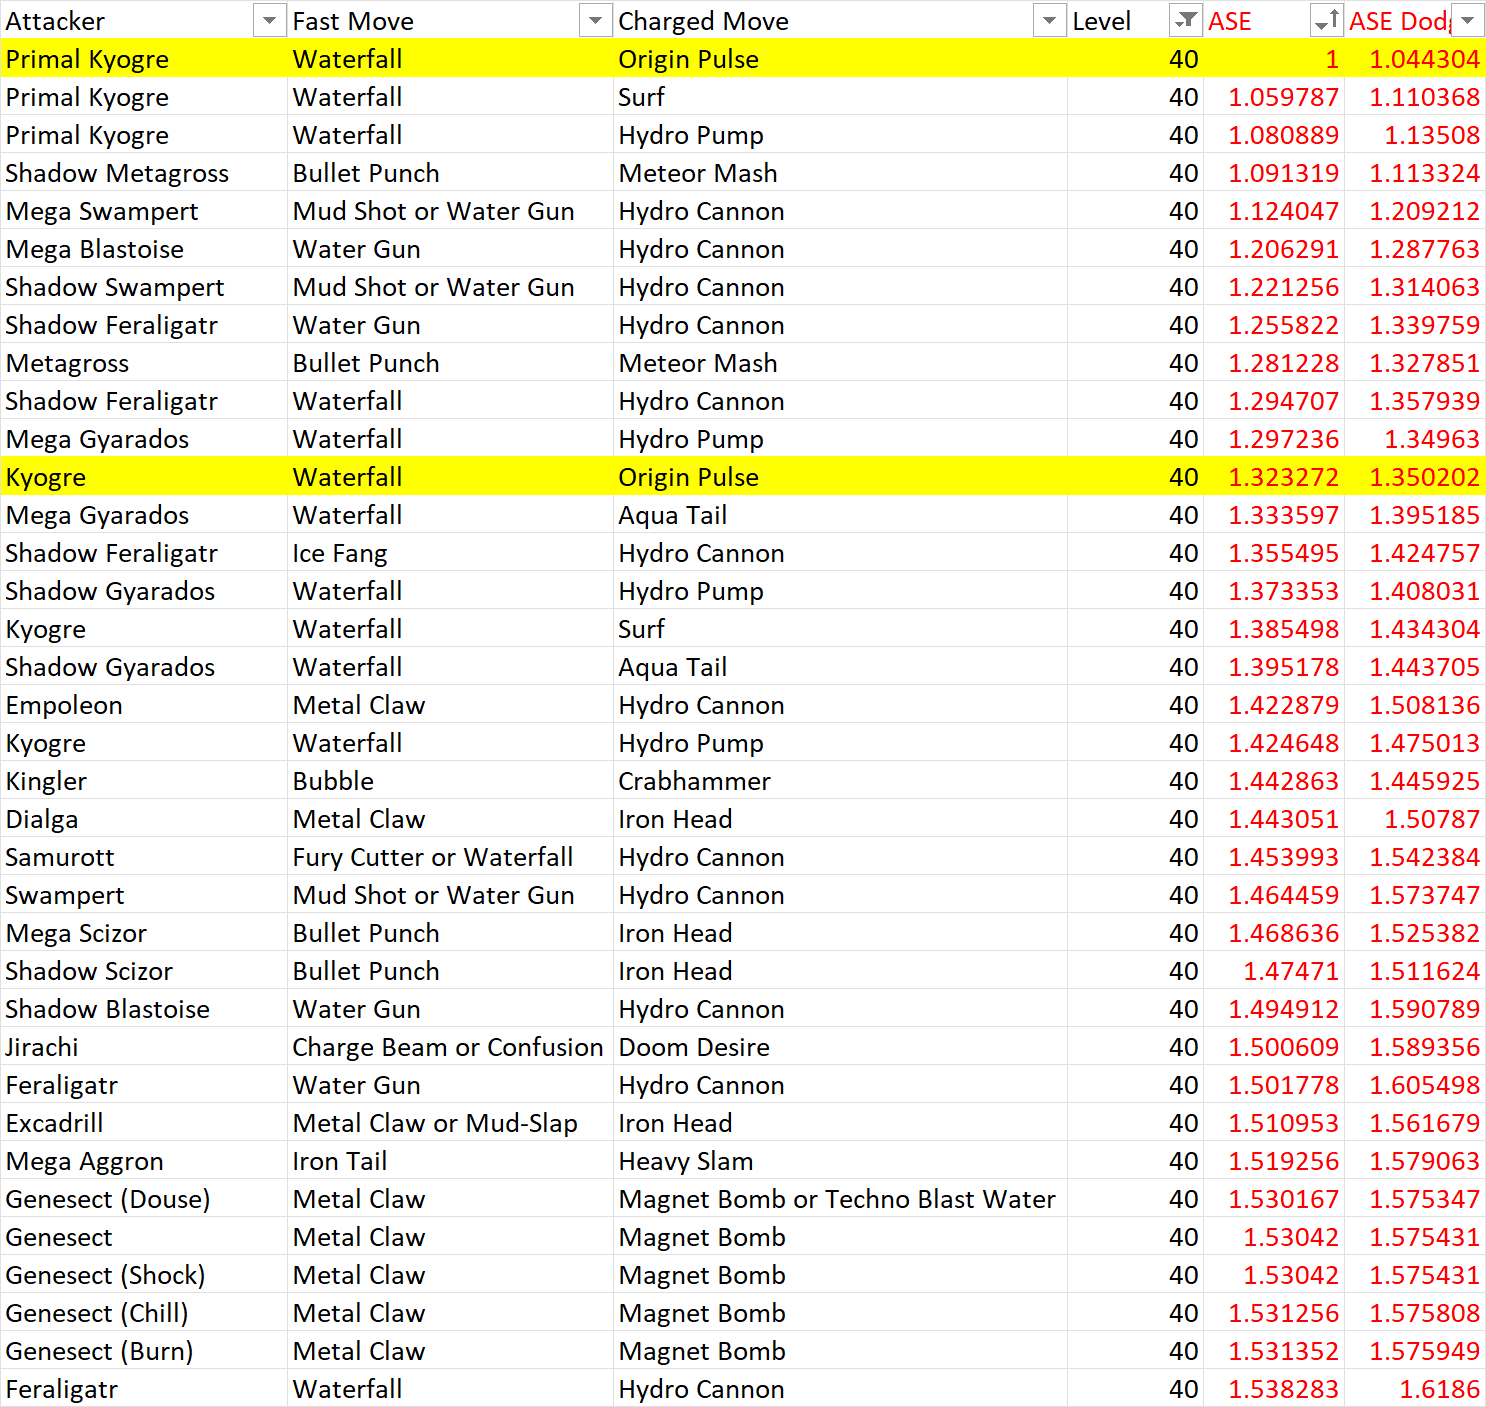 Attacker Fast Move Charged Move Level ASE ASE Dodg
Primal Kyogre Waterfall Origin Pulse 40 1 1.044304
Primal Kyogre Waterfall Surf 40 1.059787 1.110368
Primal Kyogre Waterfall Hydro Pump 40 1.080889 1.13508
Shadow Metagross Bullet Punch Meteor Mash 40 1.091319 1.113324
Mega Swampert Mud Shot or Water Gun Hydro Cannon 40 1.124047 1.209212
Mega Blastoise Water Gun Hydro Cannon 40 1.206291 1.287763
Shadow Swampert Mud Shot or Water Gun Hydro Cannon 40 1.221256 1.314063
Shadow Feraligatr Water Gun Hydro Cannon 40 1.255822 1.339759
Metagross Bullet Punch Meteor Mash 40 1.281228 1.327851
Shadow Feraligatr Waterfall Hydro Cannon 40 1.294707 1.357939
Mega Gyarados Waterfall Hydro Pump 40 1.297236 1.34963
Kyogre Waterfall Origin Pulse 40 1.323272 1.350202
Mega Gyarados Waterfall Aqua Tail 40 1.333597 1.395185
Shadow Feraligatr Ice Fang Hydro Cannon 40 1.355495 1.424757
Shadow Gyarados Waterfall Hydro Pump 40 1.373353 1.408031
Kyogre Waterfall Surf 40 1.385498 1.434304
Shadow Gyarados Waterfall Aqua Tail 40 1.395178 1.443705
Empoleon Metal Claw Hydro Cannon 40 1.422879 1.508136
Kyogre Waterfall Hydro Pump 40 1.424648 1.475013
Kingler Bubble Crabhammer 40 1.442863 1.445925
Dialga Metal Claw Iron Head 40 1.443051 1.50787
Samurott Fury Cutter or Waterfall Hydro Cannon 40 1.453993 1.542384
Swampert Mud Shot or Water Gun Hydro Cannon 40 1.464459 1.573747
Mega Scizor Bullet Punch Iron Head 40 1.468636 1.525382
Shadow Scizor Bullet Punch Iron Head 40 1.47471 1.511624
Shadow Blastoise Water Gun Hydro Cannon 40 1.494912 1.590789
Jirachi Charge Beam or Confusion Doom Desire 40 1.500609 1.589356
Feraligatr Water Gun Hydro Cannon 40 1.501778 1.605498
Excadrill Metal Claw or Mud-Slap Iron Head 40 1.510953 1.561679
Mega Aggron Iron Tail Heavy Slam 40 1.519256 1.579063
Genesect (Douse) Metal Claw Magnet Bomb or Techno Blast Water 40 1.530167 1.575347
Genesect Metal Claw Magnet Bomb 40 1.53042 1.575431
Genesect (Shock) Metal Claw Magnet Bomb 40 1.53042 1.575431
Genesect (Chill) Metal Claw Magnet Bomb 40 1.531256 1.575808
Genesect (Burn) Metal Claw Magnet Bomb 40 1.531352 1.575949
Feraligatr Waterfall Hydro Cannon 40 1.538283 1.6186